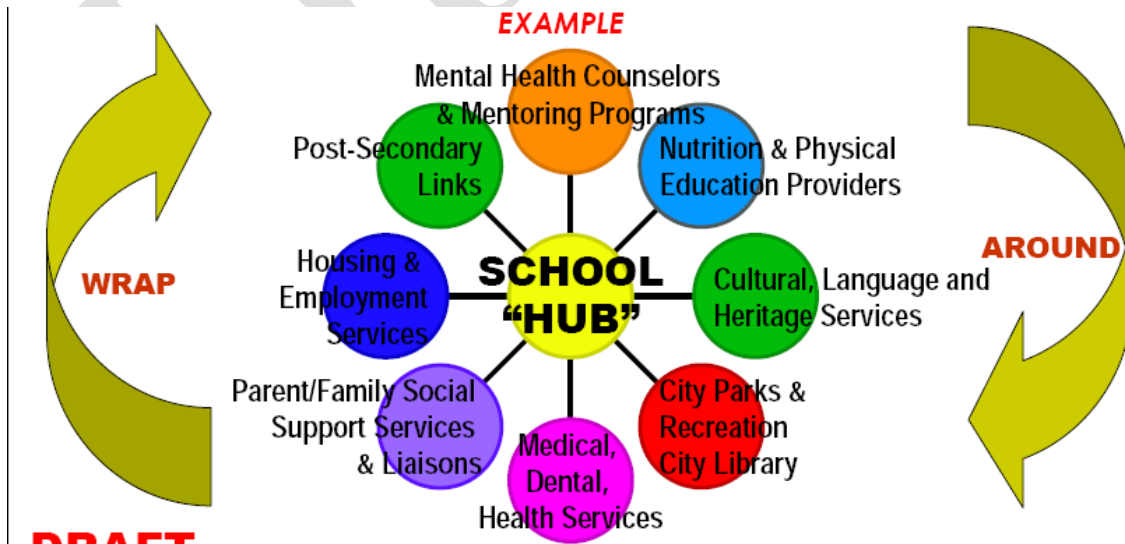 EXAMPLE
Mental Health Counselors
& Mentoring Programs
Post-Secondary
Links
Nutrition & Physical
Education Providers
WRAP
Housing &
Employment
Services
SCHOOL
“HUB”
Cultural, Language and
Heritage Services
AROUND
Parent/Family Social
Support Services
& Liaisons
Medical,
Dental,
Health Services
City Parks &
Recreation
City Library
DRAFT